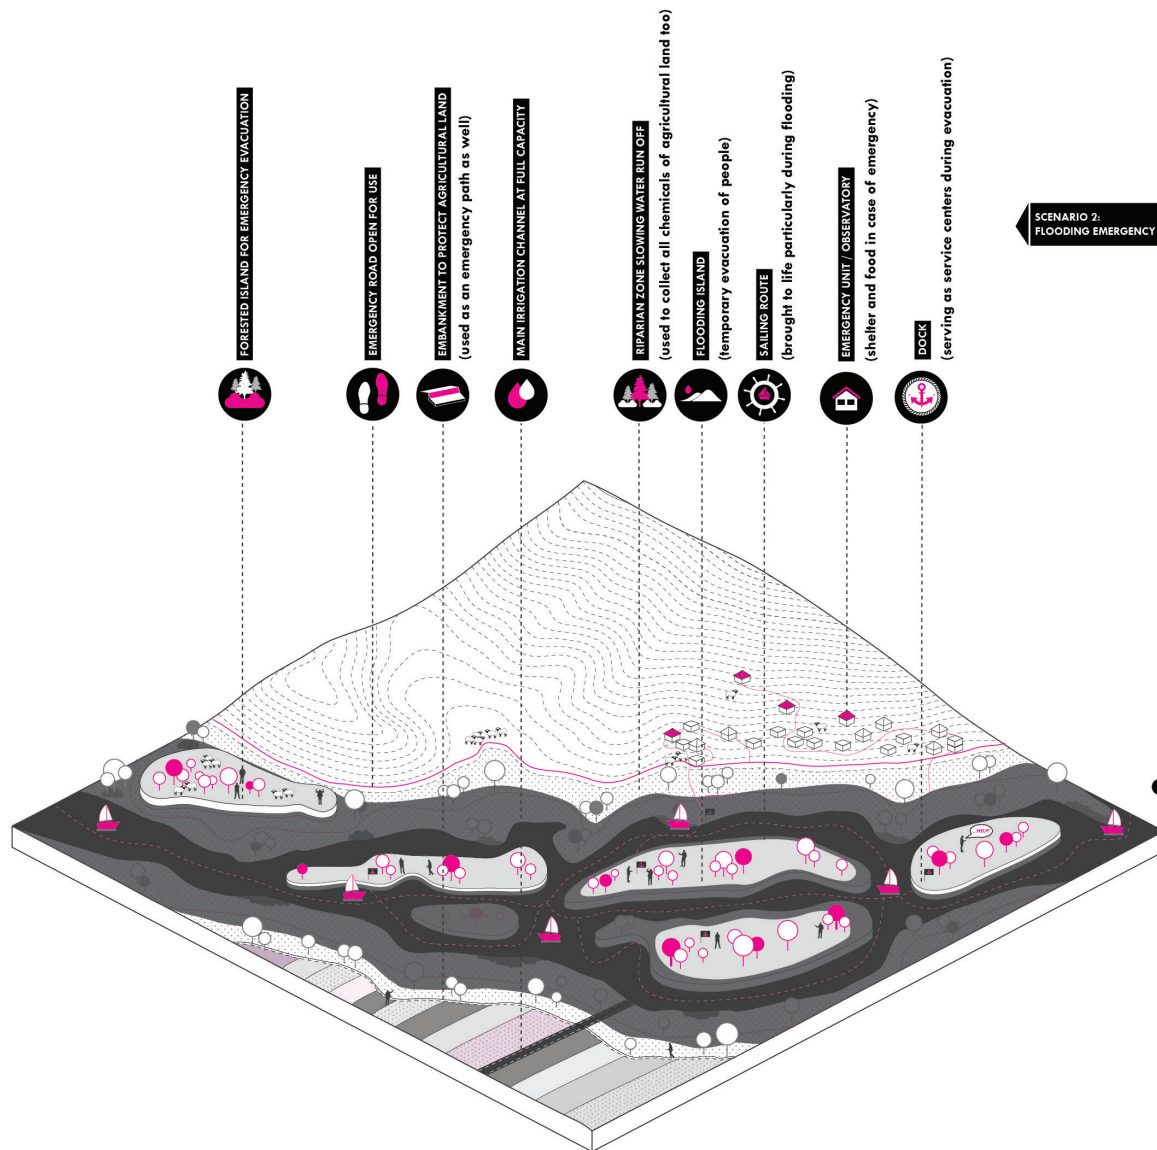 FORESTED ISLAND FOR EMERGENCY EVACUATION
EMERGENCY ROAD OPEN FOR USE
EMBANKMENT TO PROTECT AGRICULTURAL LAND
(used as an emergency path as well)
MAIN IRRIGATION CHANNEL AT FULL CAPACITY
RIPARIAN ZONE SLOWING WATER RUN OFF
(used to collect all chemicals of agricultural land too)
FLOODING ISLAND
(temporary evacuation of people)
SAILING ROUTE
(brought to life particularly during flooding)
EMERGENCY UNIT / OBSERVATORY
(shelter and food in case of emergency)
DOCK
(serving as service centers during evacuation)
SCENARIO 2:
FLOODING EMERGENCY
HELP!